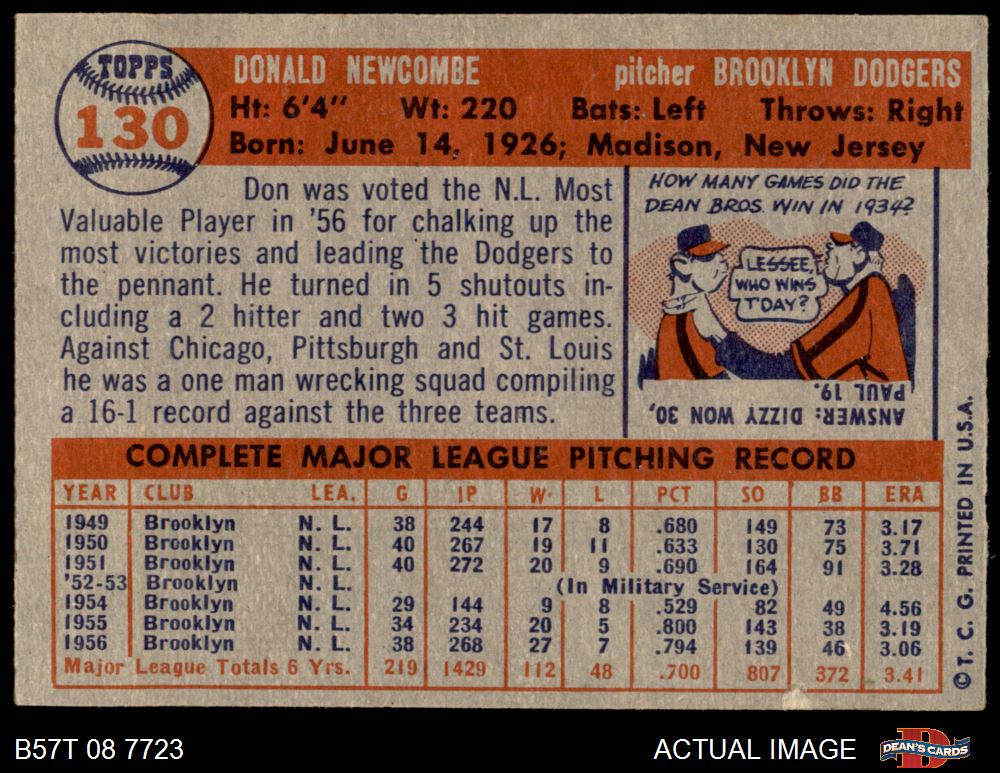 TOPPS
130
DONALD NEWCOMBE pitcher BROOKLYN DODGERS
Ht: 6'4" Wt: 220 Bats: Left Throws: Right
Born: June 14, 1926; Madison, New Jersey
Don was voted the N.L. Most
Valuable Player in '56 for chalking up the
most victories and leading the Dodgers to
the pennant. He turned in 5 shutouts in-
cluding a 2 hitter and two 3 hit games.
Against Chicago, Pittsburgh and St. Louis
he was a one man wrecking squad compiling
a 16-1 record against the three teams.
HOW MANY GAMES DID THE
DEAN BROS. WIN IN 1934?
LESSEE,
WHO WINS
T'DAY?
ANSWER: DIZZY WON 30,
PAUL 19.
COMPLETE MAJOR LEAGUE PITCHING RECORD
YEAR CLUB LEA. G IP W L PCT SO BB ERA
1949 Brooklyn N. L. 38 244 17 8 .680 149 73 3.17
1950 Brooklyn N. L. 40 267 19 11 .633 130 75 3.71
1951 Brooklyn N. L. 40 272 20 9 .690 164 91 3.28
'52-53 Brooklyn N. L. (In Military Service)
1954 Brooklyn N. L. 29 144 9 8 .529 82 49 4.56
1955 Brooklyn N. L. 34 234 20 5 .800 143 38 3.19
1956 Brooklyn N. L. 38 268 27 7 .794 139 46 3.06
Major League Totals 6 Yrs. 219 1429 112 48 .700 807 372 3.41
©T. C. G. PRINTED IN U.S.A.
B57T 08 7723
ACTUAL IMAGE
DEAN'S CARDS